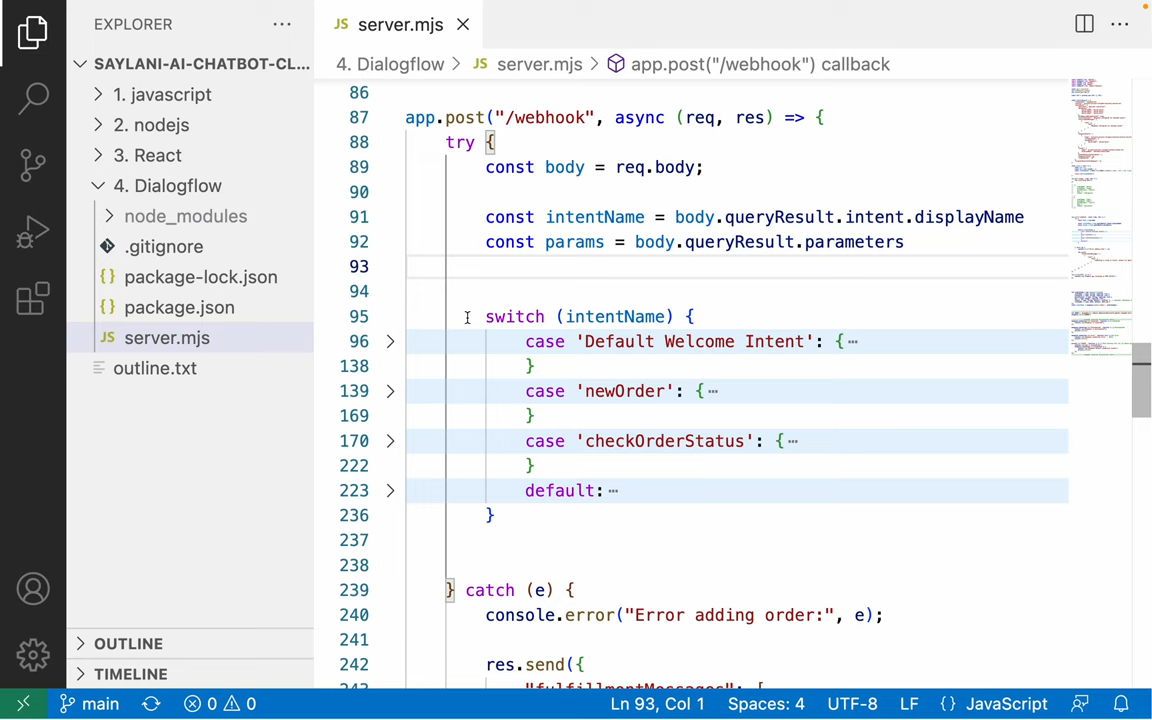 EXPLORER
SAYLANI-AI-CHATBOT-CL...
1. javascript
2. nodejs
3. React
4. Dialogflow
node_modules
.gitignore
{} package-lock.json
{} package.json
JS server.mjs
outline.txt
OUTLINE
TIMELINE
JS server.mjs
4. Dialogflow > JS server.mjs > app.post("/webhook") callback
86
87 app.post("/webhook", async (req, res) => {
88 try {
89 const body = req.body;
90
91 const intentName = body.queryResult.intent.displayName
92 const params = body.queryResult.parameters
93
94
95 switch (intentName) {
96 case 'Default Welcome Intent': {…
138 }
139 case 'newOrder': {…
169 }
170 case 'checkOrderStatus': {…
222 }
223 default:…
236 }
237
238
239 } catch (e) {
240 console.error("Error adding order:", e);
241
242 res.send({
243 "fulfillmentMessages": [
main 0 0 Ln 93, Col 1 Spaces: 4 UTF-8 LF {} JavaScript